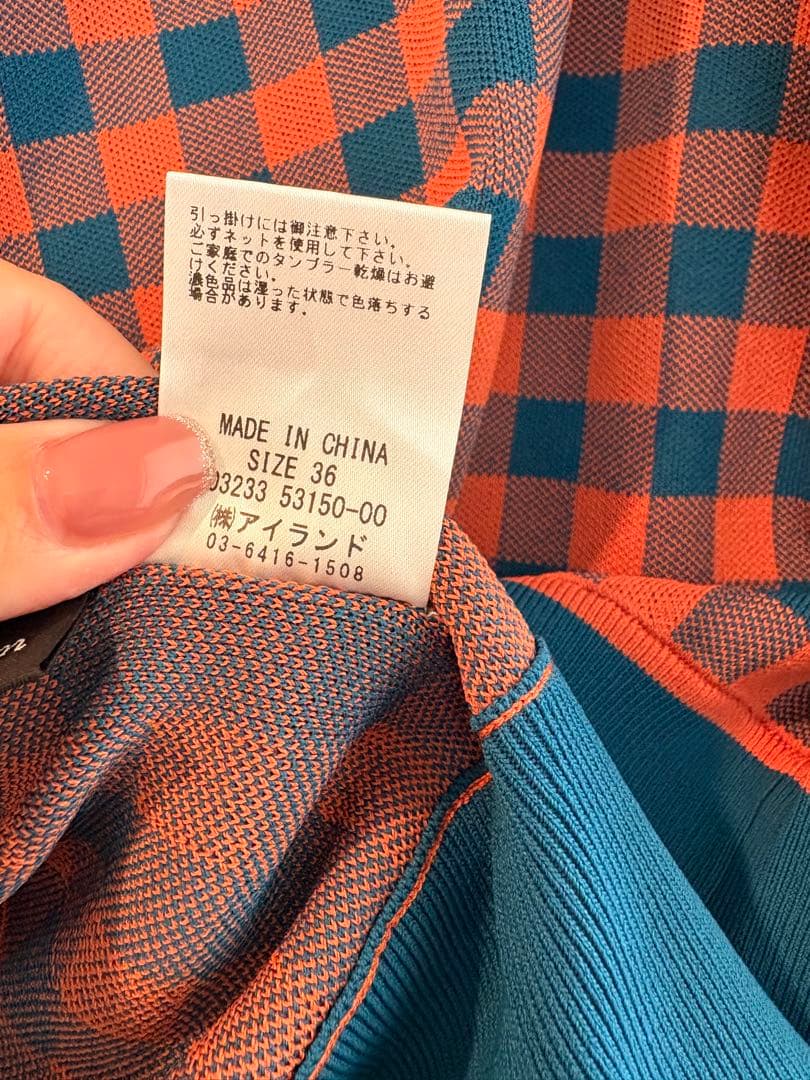 引っ掛けには御注意下さい。
必ずネットを使用して下さい。
ご家庭でのタンブラー乾燥はお避
けください。
濃色品は湿った状態で色落ちする
場合があります。
MADE IN CHINA
SIZE 36
03233 53150-00
㈱アイランド
03-6416-1508